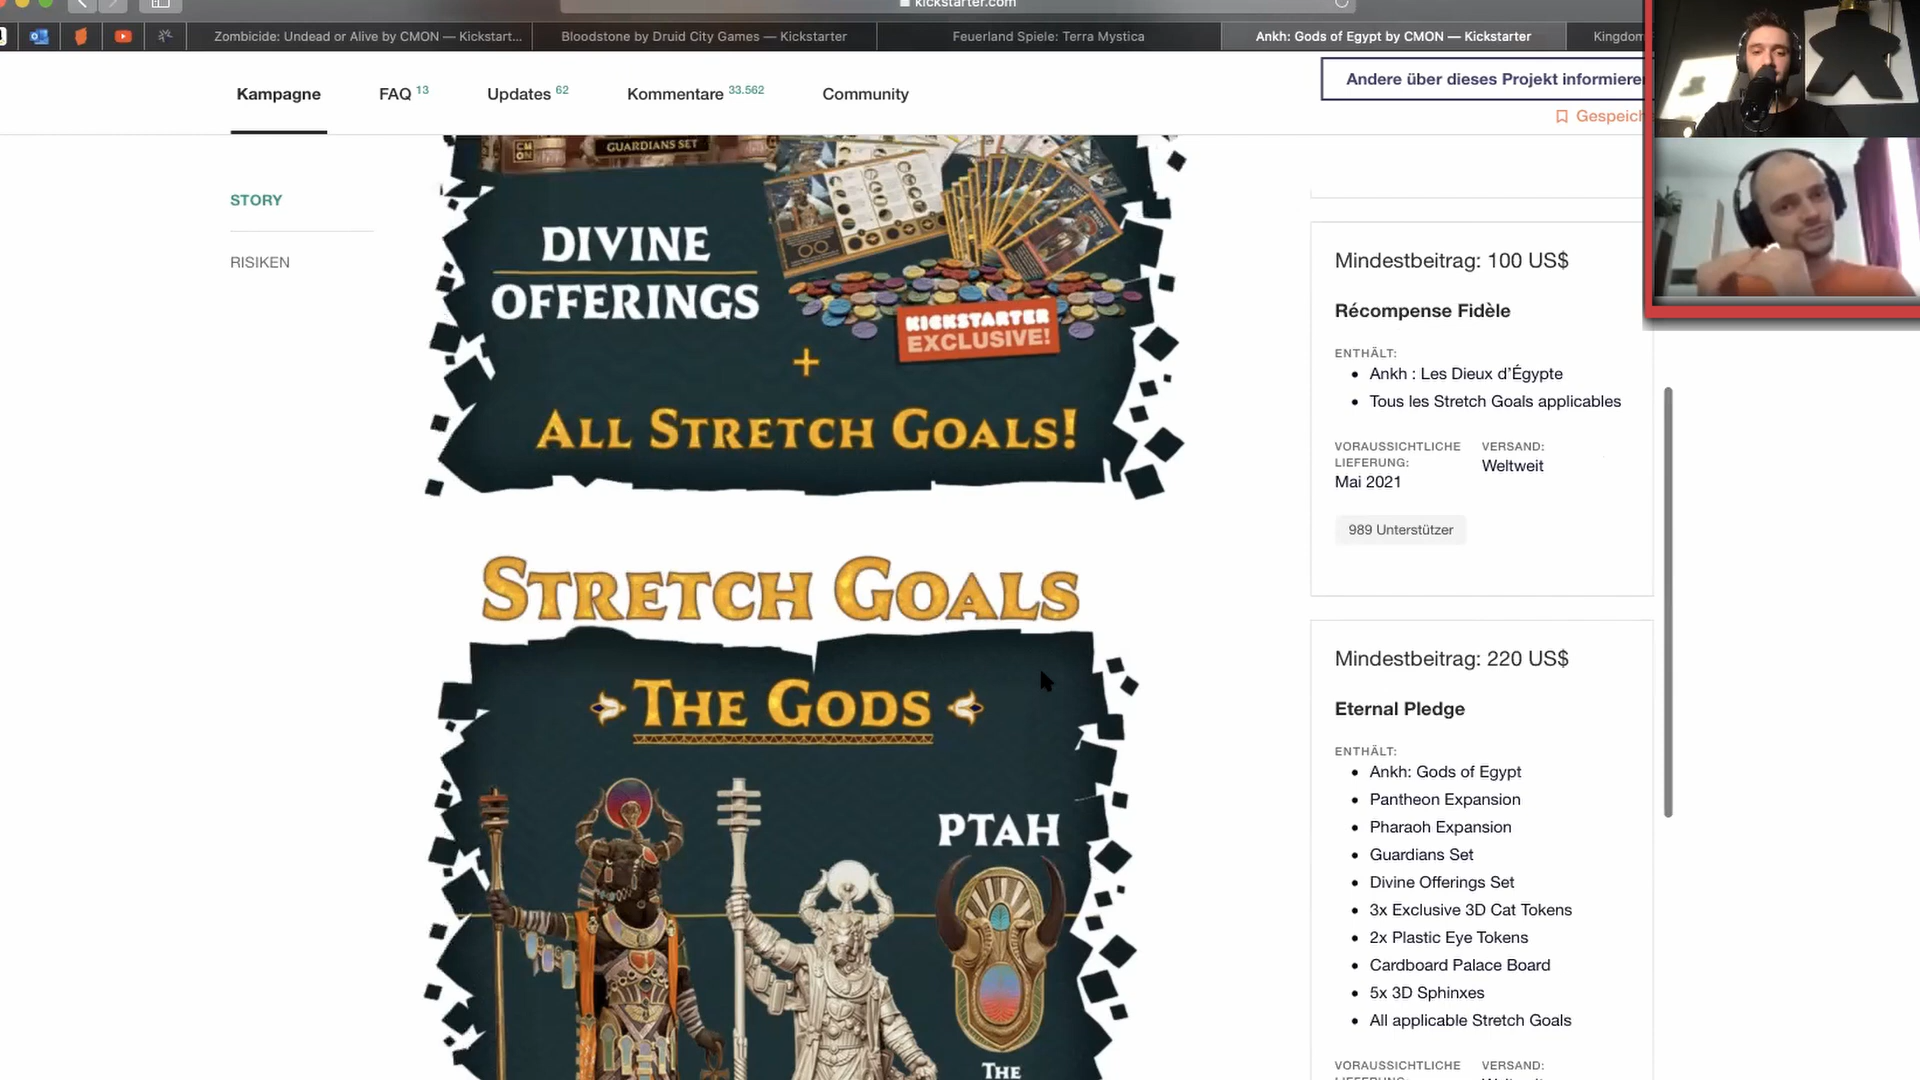 kickstarter.com
Zombicide: Undead or Alive by CMON — Kickstart...
Bloodstone by Druid City Games — Kickstarter
Feuerland Spiele: Terra Mystica
Ankh: Gods of Egypt by CMON — Kickstarter
Kingdom
Kampagne
FAQ 13
Updates 62
Kommentare 33.562
Community
Andere über dieses Projekt informieren
Gespeich
STORY
RISIKEN
CMON
GUARDIANS SET
DIVINE
OFFERINGS
KICKSTARTER
EXCLUSIVE!
+
ALL STRETCH GOALS!
STRETCH GOALS
THE GODS
PTAH
THE
Mindestbeitrag: 100 US$
Récompense Fidèle
ENTHÄLT:
• Ankh : Les Dieux d’Égypte
• Tous les Stretch Goals applicables
VORAUSSICHTLICHE
LIEFERUNG:
Mai 2021
VERSAND:
Weltweit
989 Unterstützer
Mindestbeitrag: 220 US$
Eternal Pledge
ENTHÄLT:
• Ankh: Gods of Egypt
• Pantheon Expansion
• Pharaoh Expansion
• Guardians Set
• Divine Offerings Set
• 3x Exclusive 3D Cat Tokens
• 2x Plastic Eye Tokens
• Cardboard Palace Board
• 5x 3D Sphinxes
• All applicable Stretch Goals
VORAUSSICHTLICHE
VERSAND: